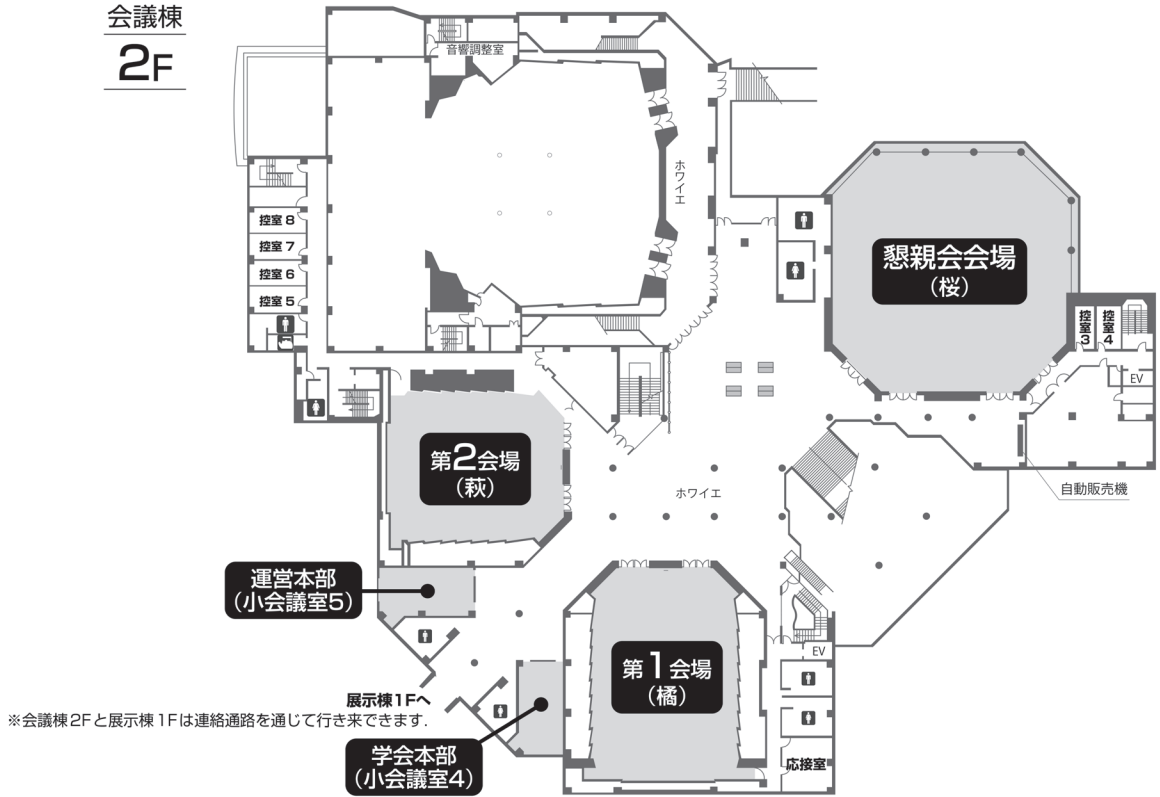 会議棟
2F
音響調整室
ホワイエ
控室8
控室7
控室6
控室5
懇親会会場
(桜)
控室3
控室4
EV
第2会場
(萩)
ホワイエ
自動販売機
運営本部
(小会議室5)
第1会場
(橘)
EV
展示棟1Fへ
※会議棟2Fと展示棟1Fは連絡通路を通じて行き来できます.
学会本部
(小会議室4)
応接室